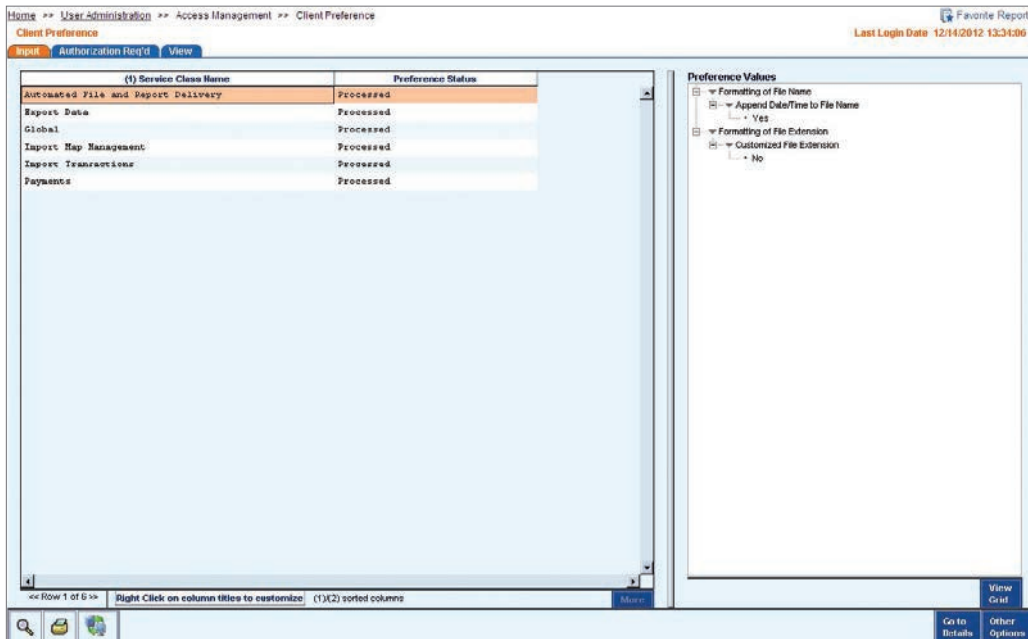 Home >> User Administration >> Access Management >> Client Preference
Favorite Report
Client Preference
Last Login Date 12/14/2012 13:34:06
Input Authorization Req'd View
(1) Service Class Name Preference Status
Automated File and Report Delivery Processed
Export Data Processed
Global Processed
Import Map Management Processed
Import Transactions Processed
Payments Processed
Preference Values
Formatting of File Name
Append Date/Time to File Name
Yes
Formatting of File Extension
Customized File Extension
No
<< Row 1 of 6 >> Right Click on column titles to customize (1)(2) sorted columns More
View Grid
Go to Details
Other Options